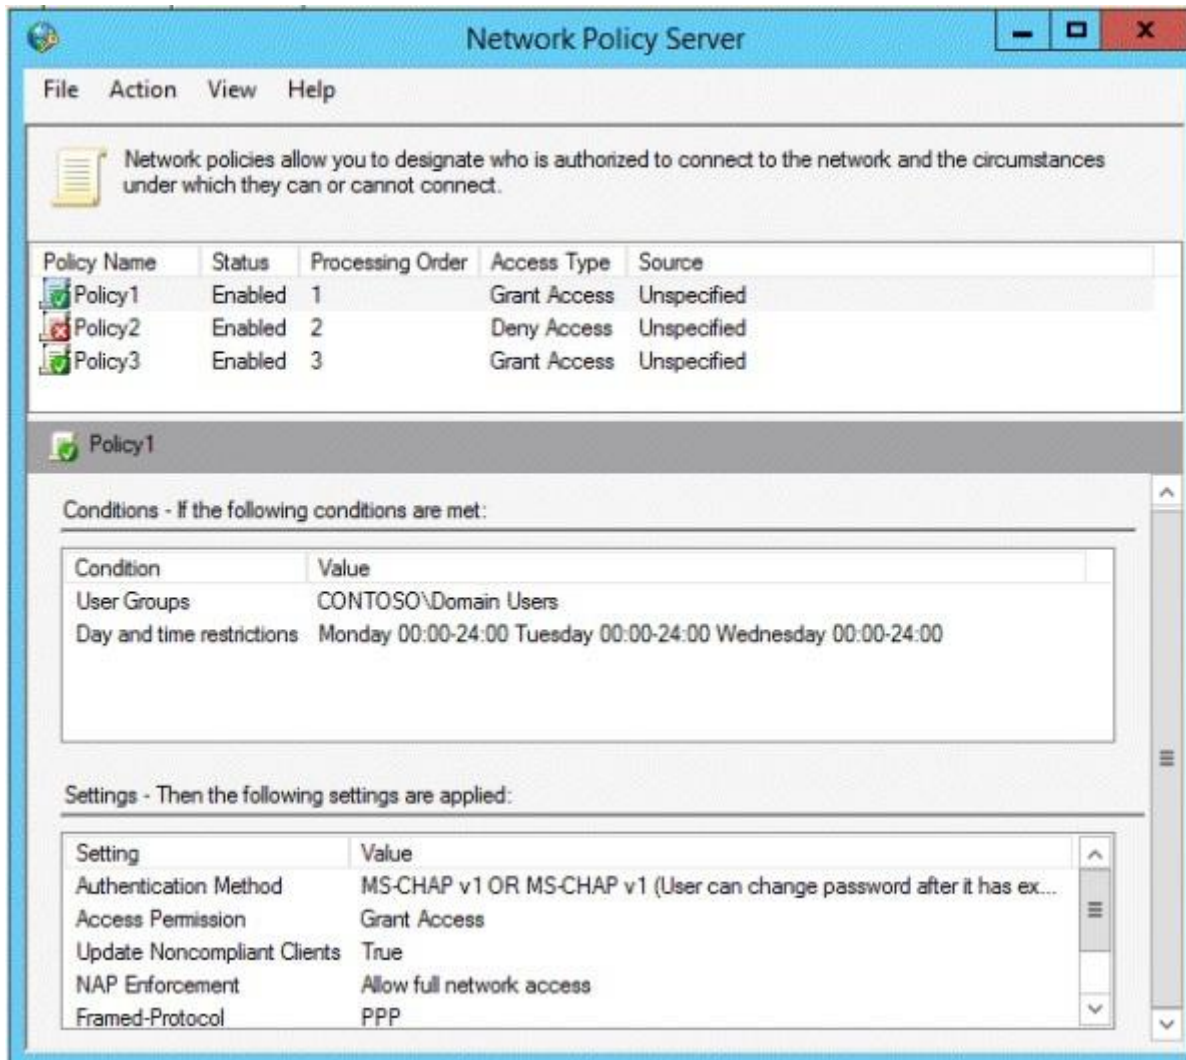 Network Policy Server
File Action View Help
Network policies allow you to designate who is authorized to connect to the network and the circumstances
under which they can or cannot connect.
Policy Name Status Processing Order Access Type Source
Policy1 Enabled 1 Grant Access Unspecified
Policy2 Enabled 2 Deny Access Unspecified
Policy3 Enabled 3 Grant Access Unspecified
Policy1
Conditions - If the following conditions are met:
Condition Value
User Groups CONTOSO\Domain Users
Day and time restrictions Monday 00:00-24:00 Tuesday 00:00-24:00 Wednesday 00:00-24:00
Settings - Then the following settings are applied:
Setting Value
Authentication Method MS-CHAP v1 OR MS-CHAP v1 (User can change password after it has ex...
Access Permission Grant Access
Update Noncompliant Clients True
NAP Enforcement Allow full network access
Framed-Protocol PPP